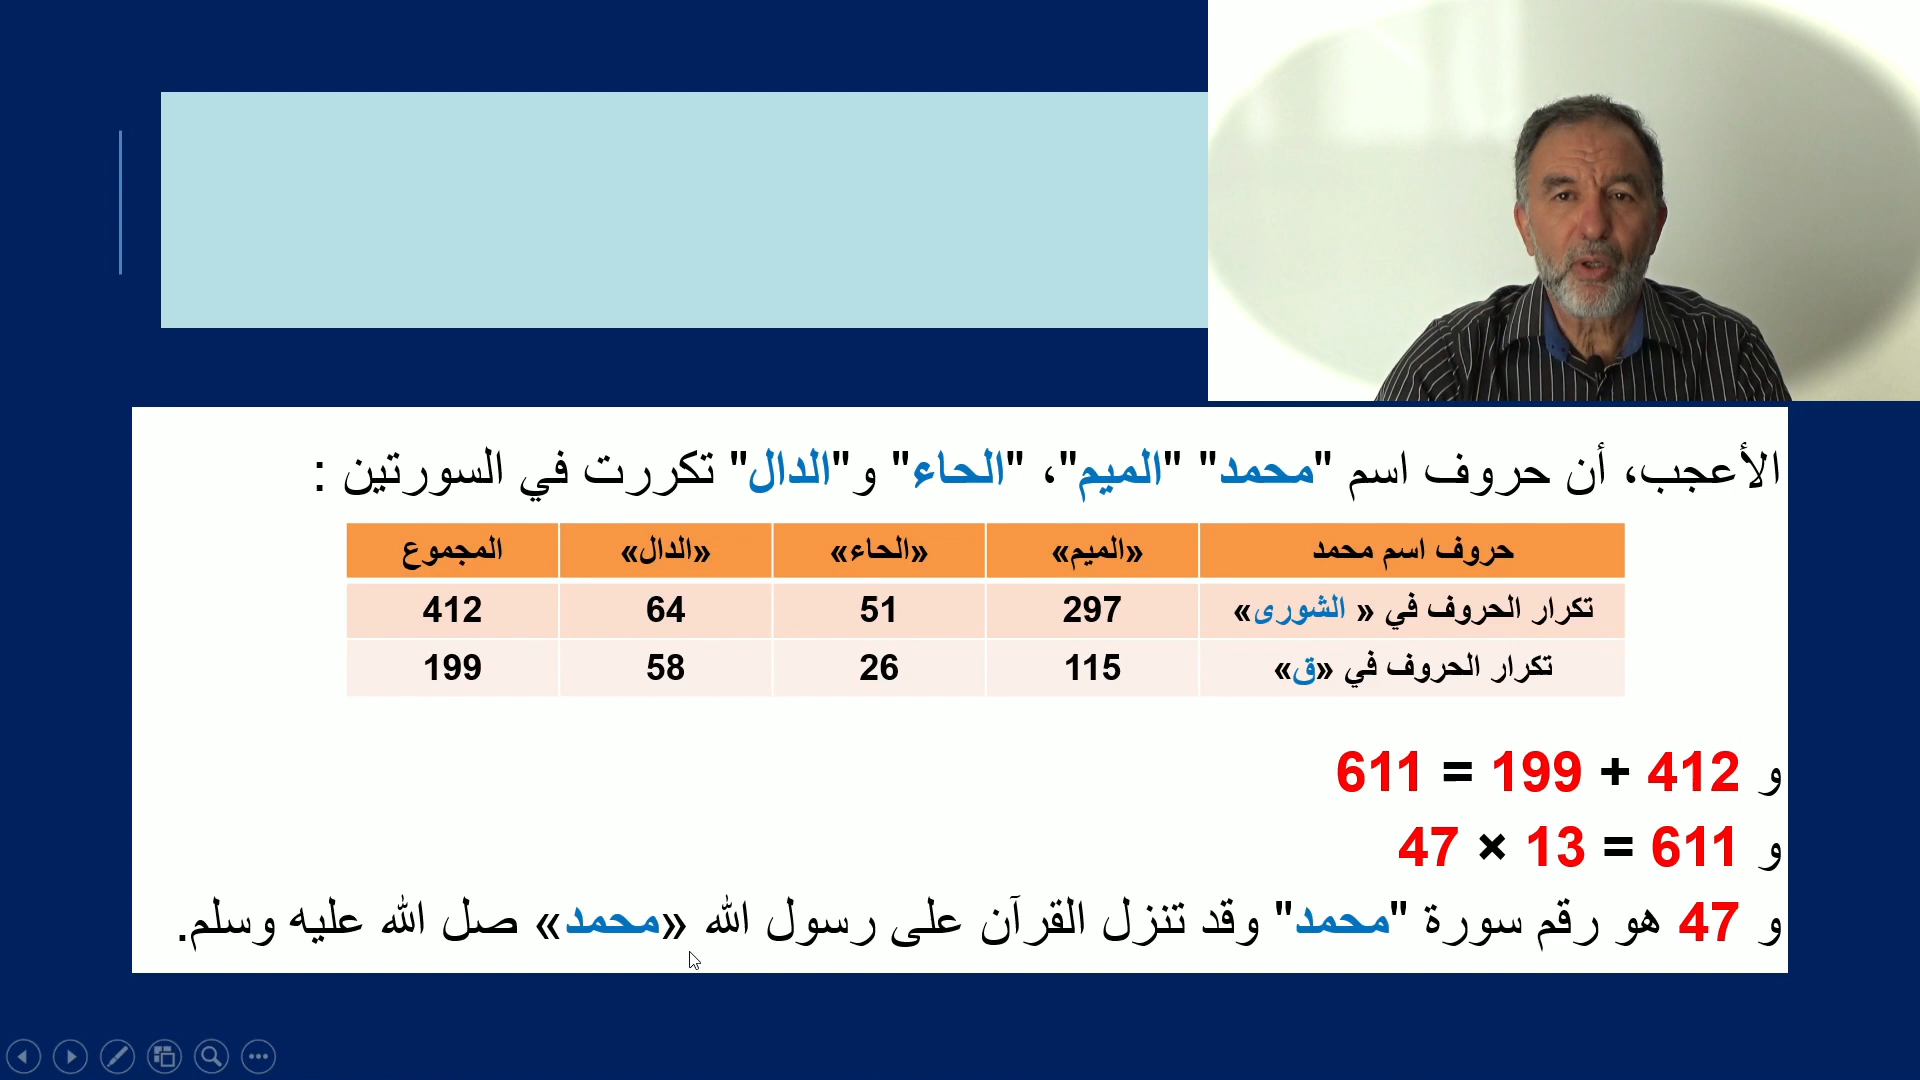 الأعجب، أن حروف اسم "محمد" "الميم"، "الحاء" و"الدال" تكررت في السورتين :
حروف اسم محمد «الميم» «الحاء» «الدال» المجموع
تكرار الحروف في « الشورى» 297 51 64 412
تكرار الحروف في «ق» 115 26 58 199
و 412 + 199 = 611
و 611 = 13 × 47
و 47 هو رقم سورة "محمد" وقد تنزل القرآن على رسول الله «محمد» صل الله عليه وسلم.